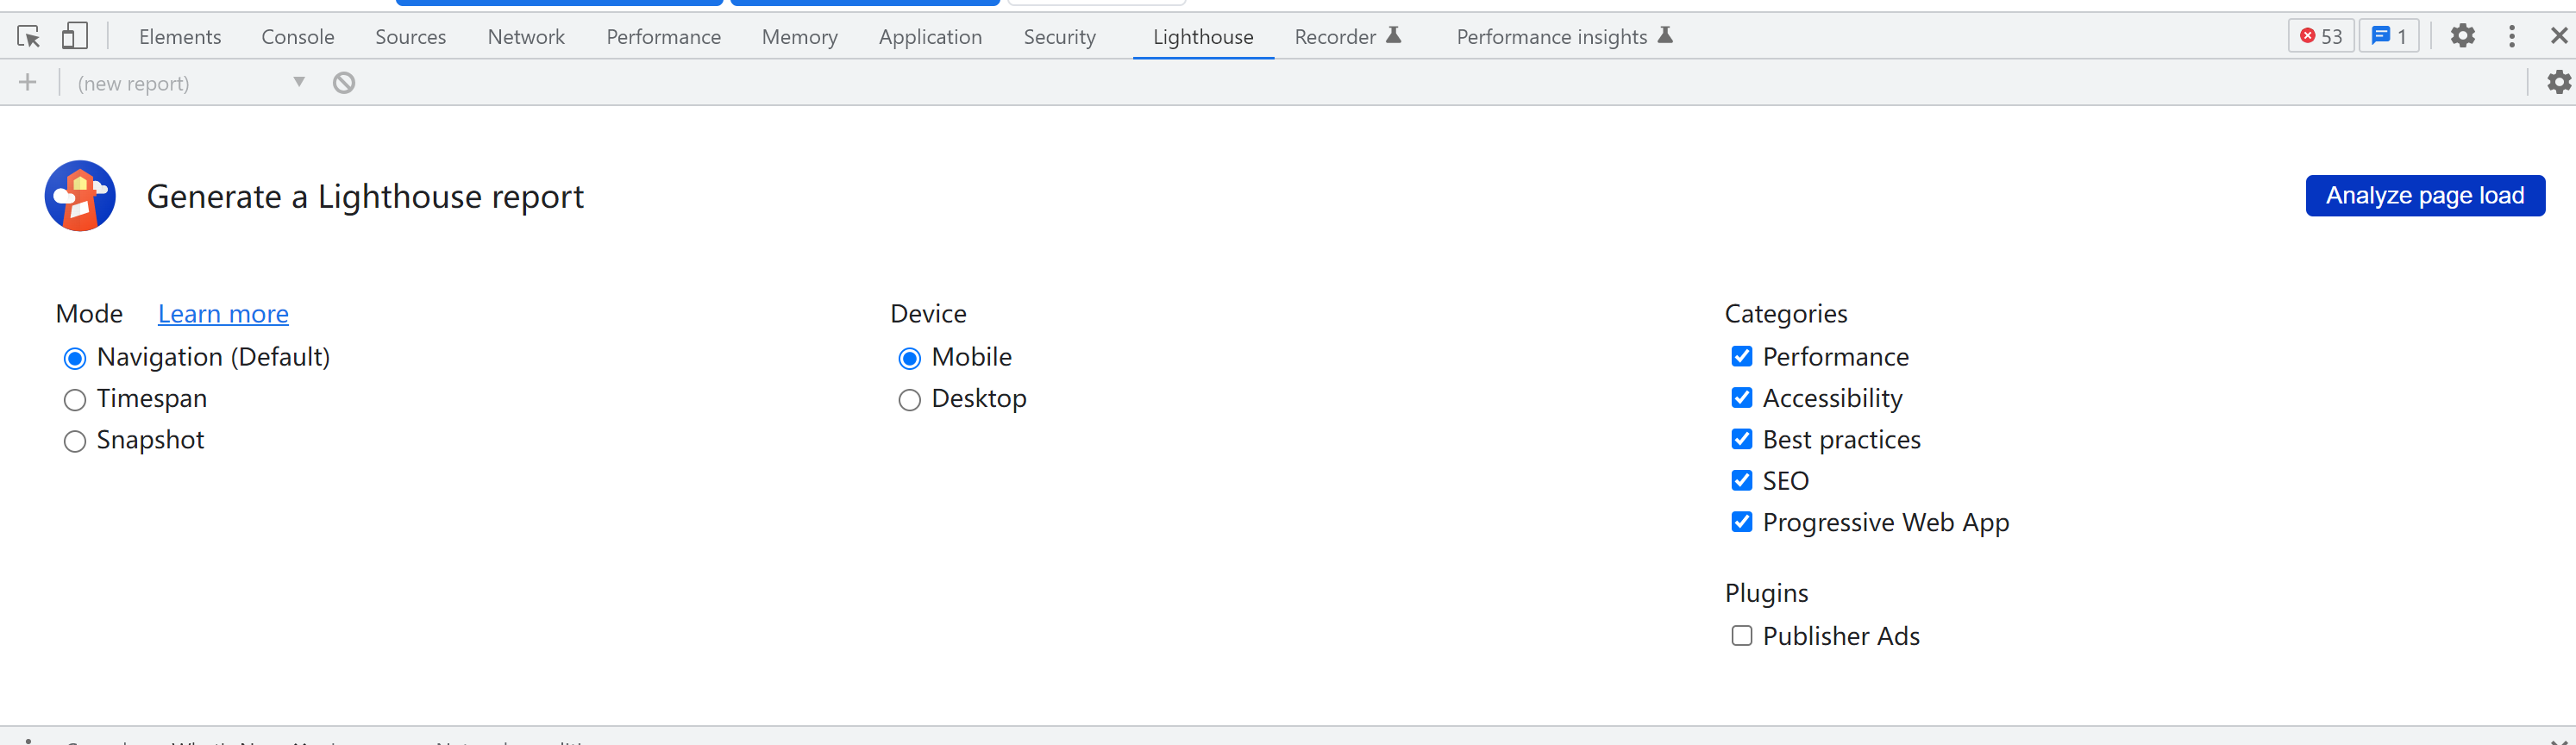 Elements Console Sources Network Performance Memory Application Security Lighthouse Recorder Performance insights 53 1
(new report)
Generate a Lighthouse report
Analyze page load
Mode Learn more
Navigation (Default)
Timespan
Snapshot
Device
Mobile
Desktop
Categories
Performance
Accessibility
Best practices
SEO
Progressive Web App
Plugins
Publisher Ads